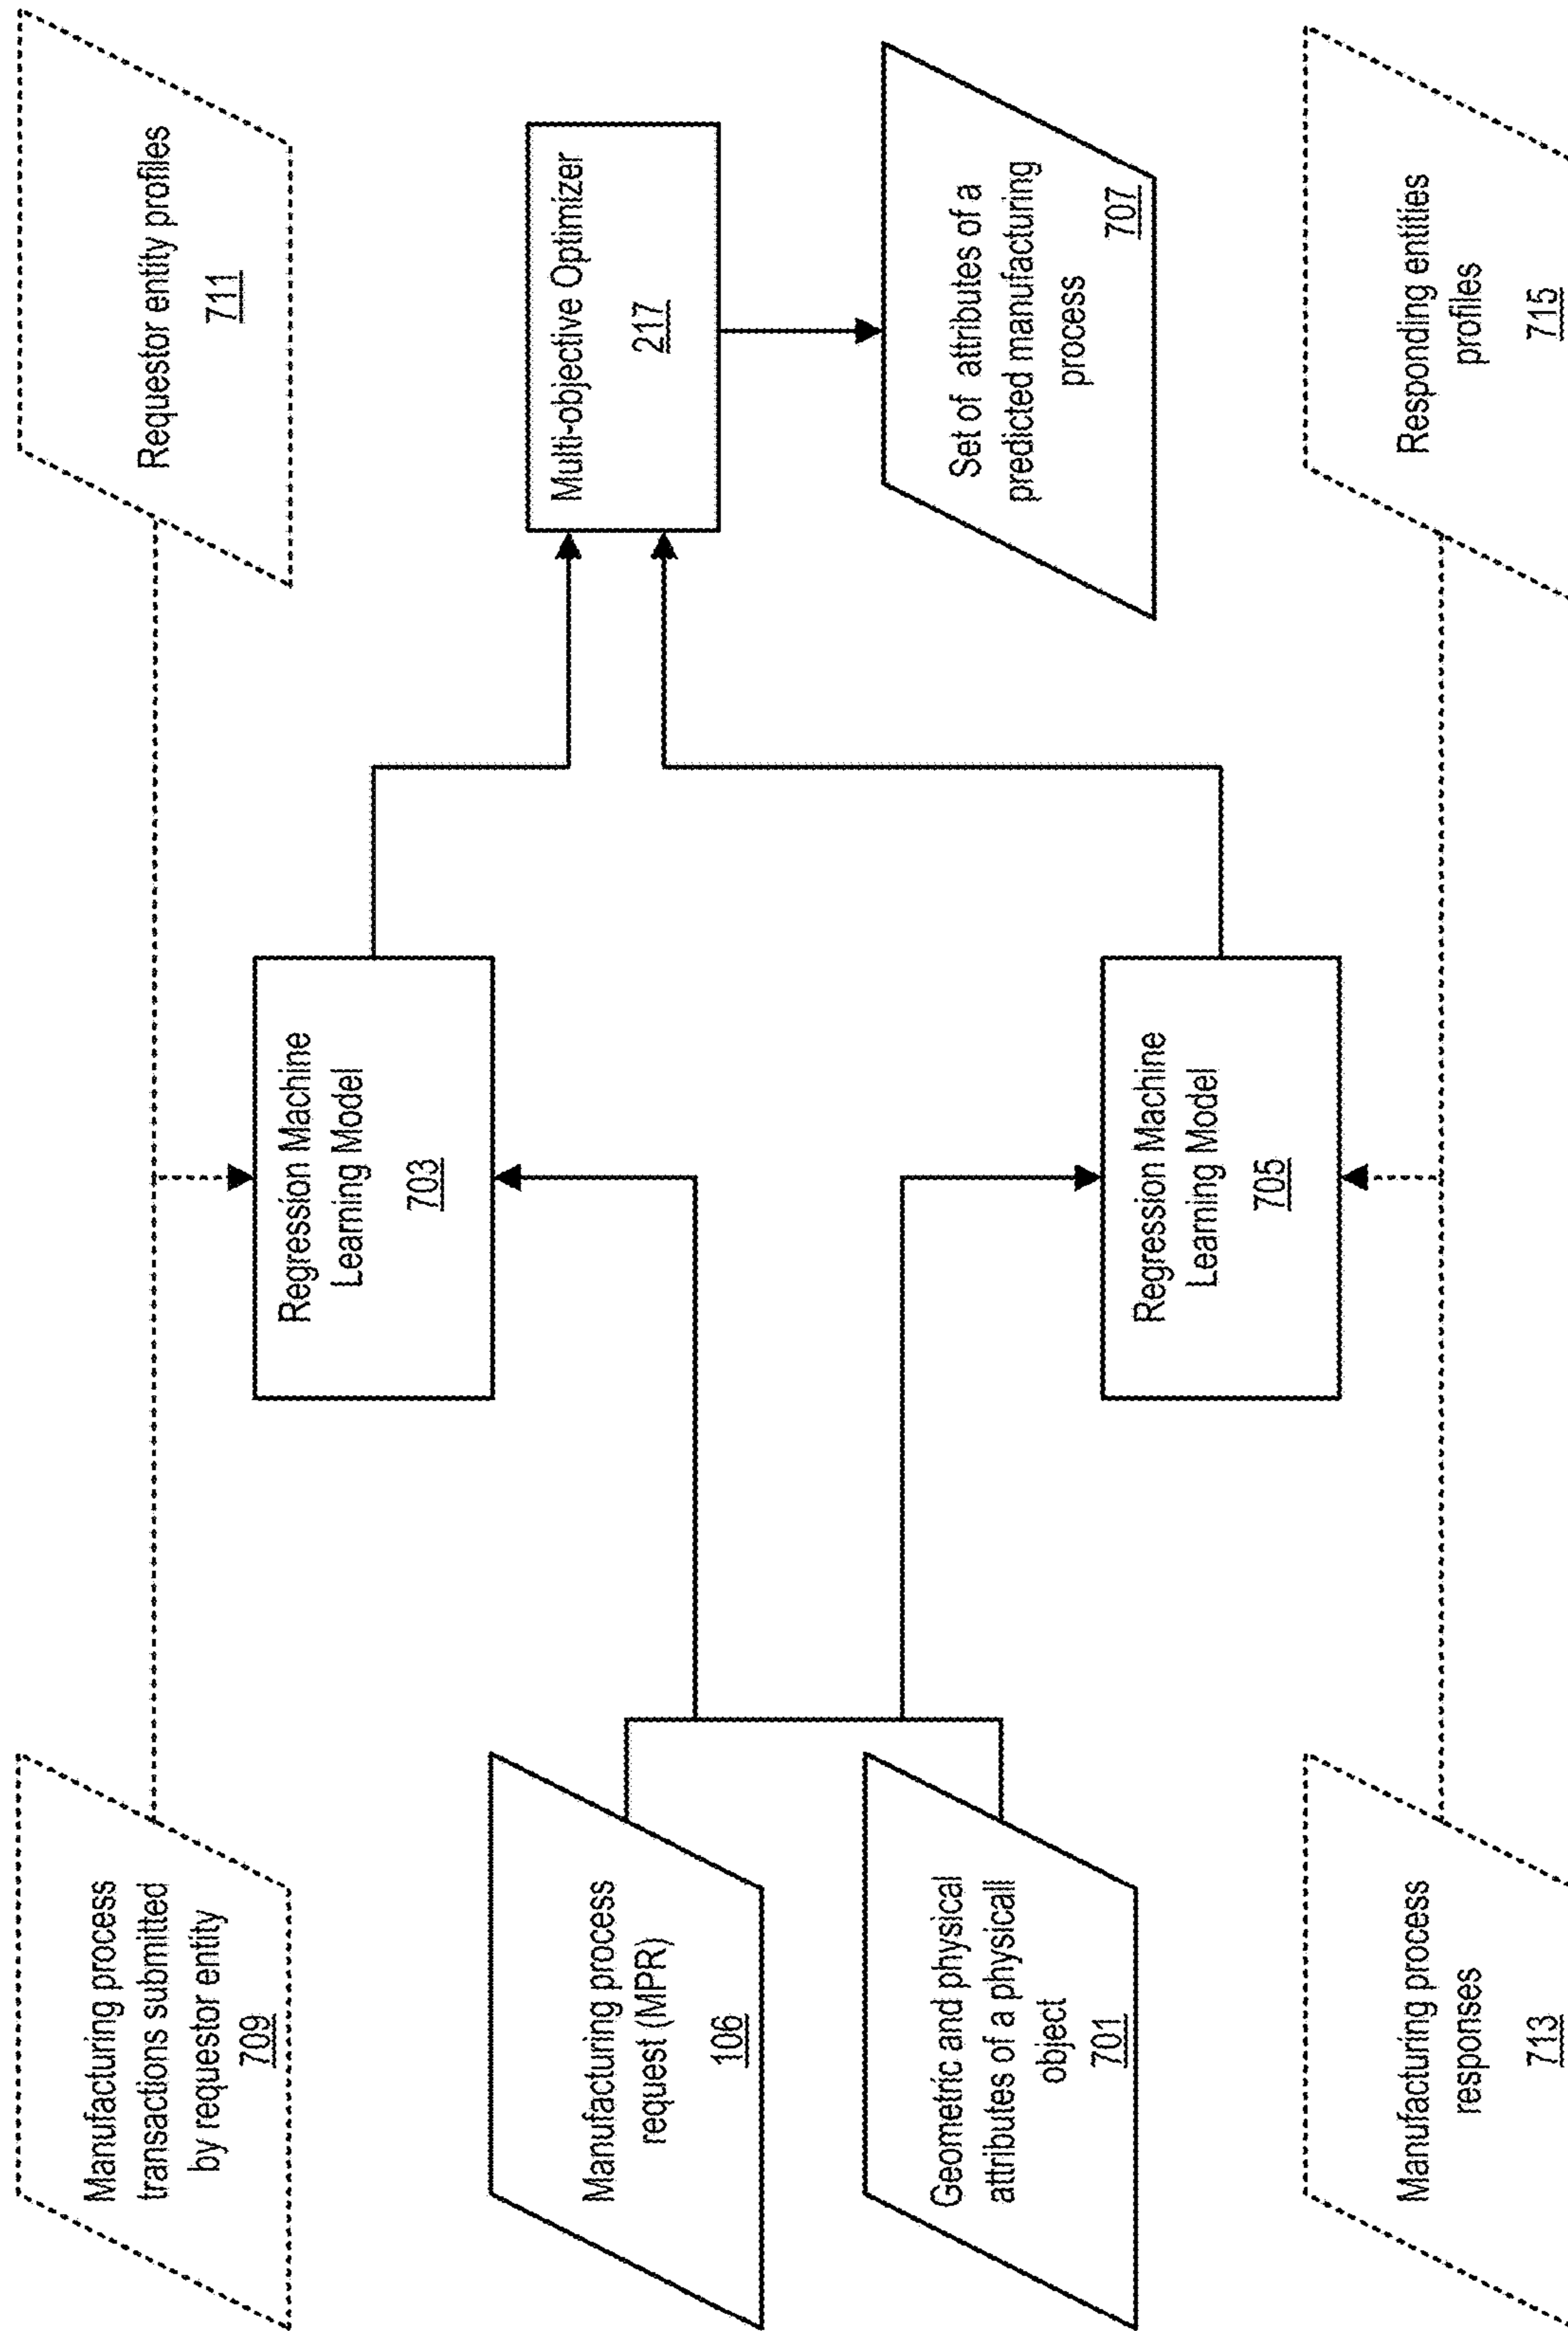 Manufacturing process
transactions submitted
by requestor entity
709
Requestor entity profiles
711
Manufacturing process
request (MPR)
106
Regression Machine
Learning Model
703
Multi-objective Optimizer
217
Geometric and physical
attributes of a physicall
object
701
Set of attributes of a
predicted manufacturing
process
707
Regression Machine
Learning Model
705
Manufacturing process
responses
713
Responding entities
profiles
715